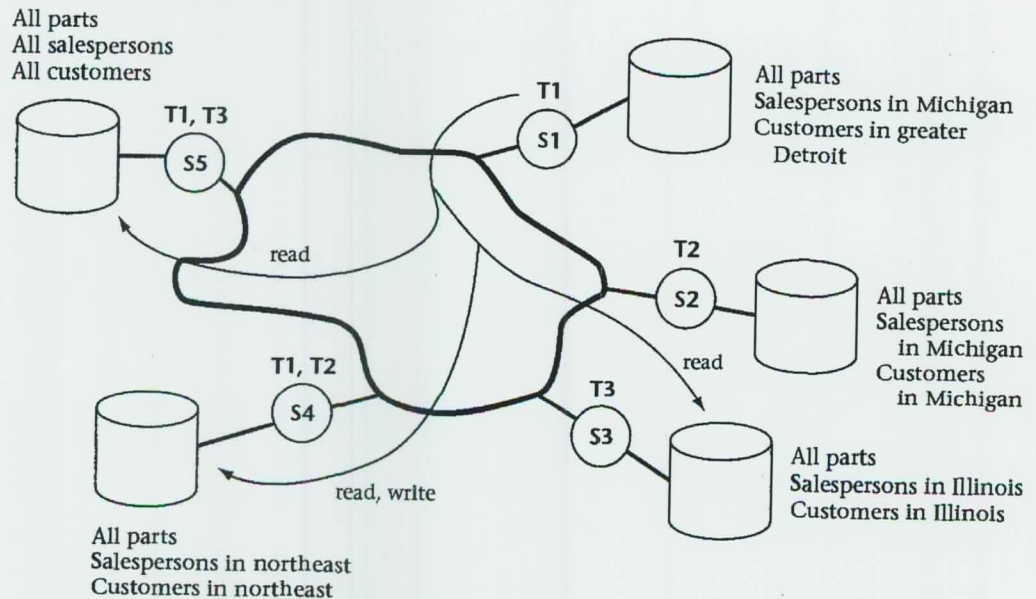 All parts
All salespersons
All customers
T1, T3
S5
T1
S1
All parts
Salespersons in Michigan
Customers in greater
Detroit
read
T2
S2
All parts
Salespersons
in Michigan
Customers
in Michigan
read
T1, T2
S4
T3
S3
read, write
All parts
Salespersons in Illinois
Customers in Illinois
All parts
Salespersons in northeast
Customers in northeast